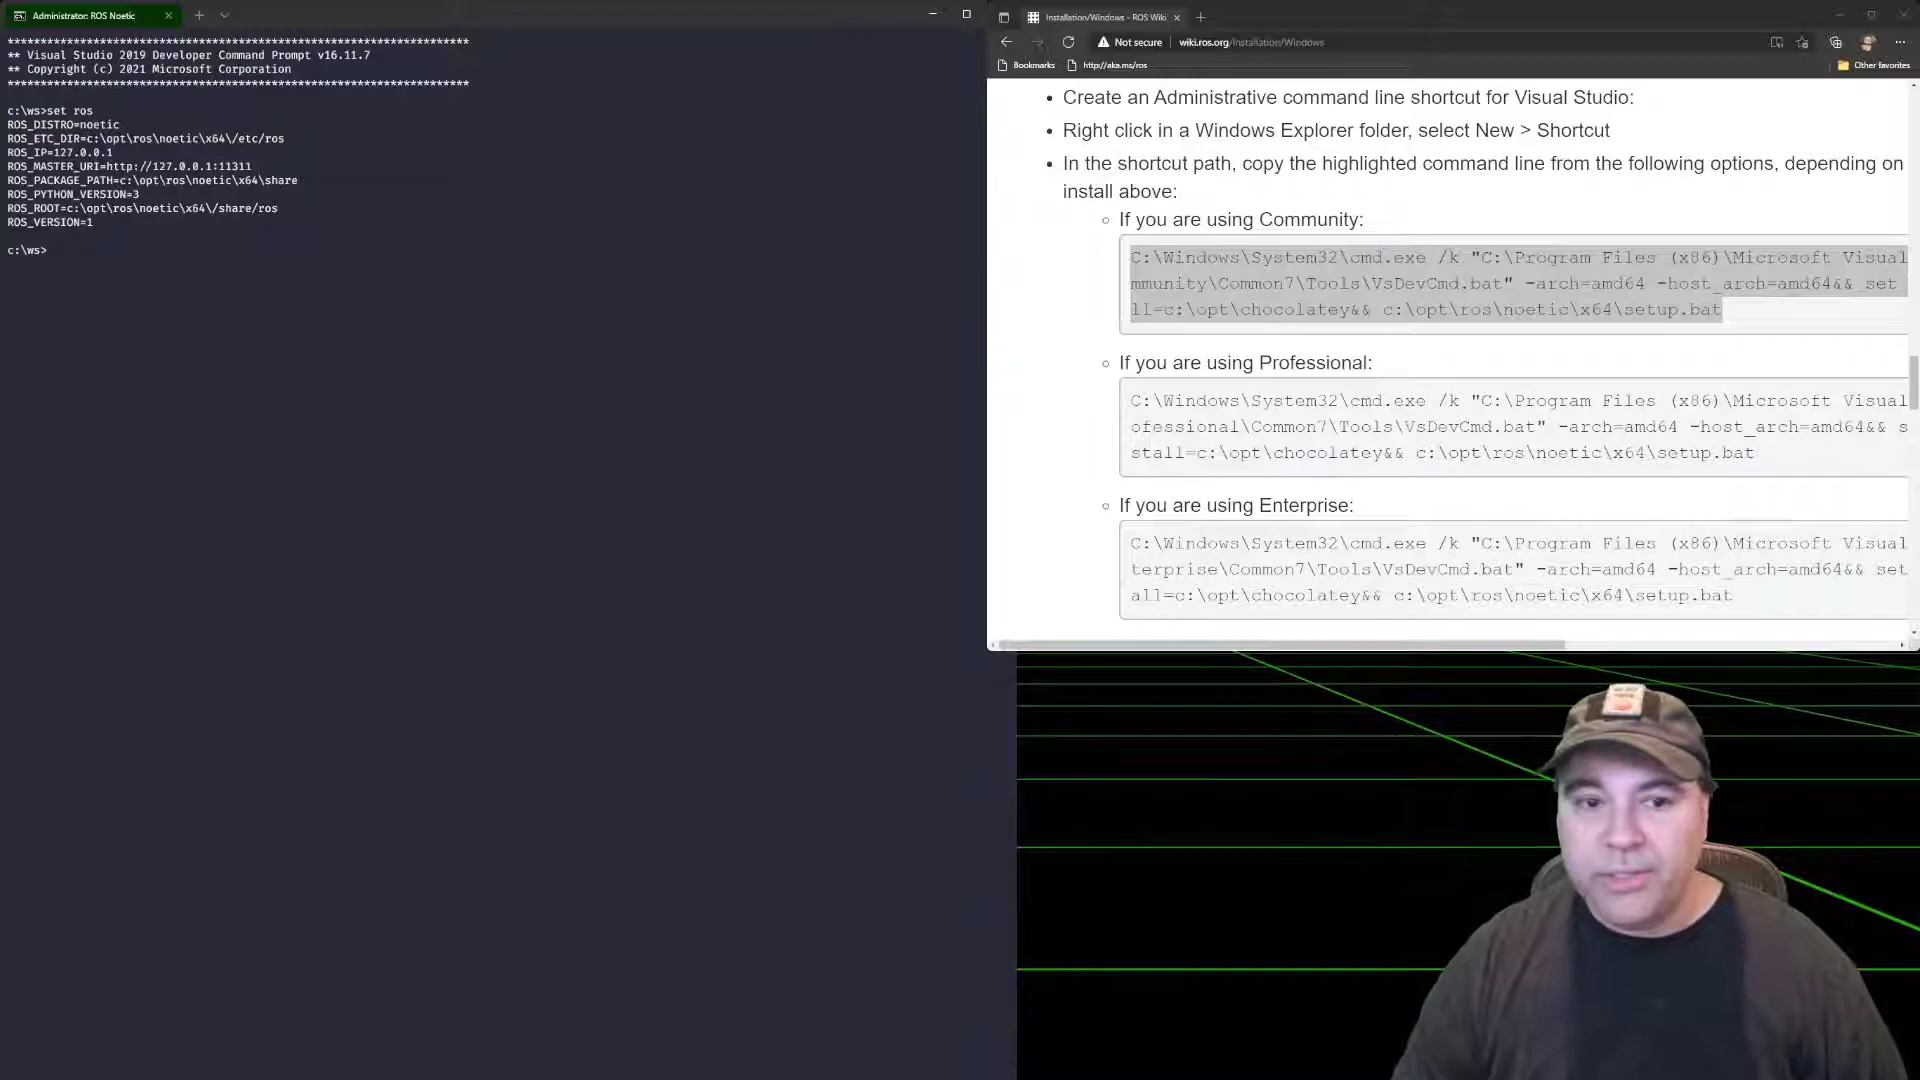 Administrator: ROS Noetic
**********************************************************************
** Visual Studio 2019 Developer Command Prompt v16.11.7
** Copyright (c) 2021 Microsoft Corporation
**********************************************************************
c:\ws>set ros
ROS_DISTRO=noetic
ROS_ETC_DIR=c:\opt\ros\noetic\x64\/etc/ros
ROS_IP=127.0.0.1
ROS_MASTER_URI=http://127.0.0.1:11311
ROS_PACKAGE_PATH=c:\opt\ros\noetic\x64\share
ROS_PYTHON_VERSION=3
ROS_ROOT=c:\opt\ros\noetic\x64\/share/ros
ROS_VERSION=1
c:\ws>
Installation/Windows - ROS Wiki
Not secure
wiki.ros.org/Installation/Windows
Bookmarks
http://aka.ms/ros
Other favorites
• Create an Administrative command line shortcut for Visual Studio:
• Right click in a Windows Explorer folder, select New > Shortcut
• In the shortcut path, copy the highlighted command line from the following options, depending on
install above:
○ If you are using Community:
C:\Windows\System32\cmd.exe /k "C:\Program Files (x86)\Microsoft Visual
mmunity\Common7\Tools\VsDevCmd.bat" -arch=amd64 -host_arch=amd64&& set
ll=c:\opt\chocolatey&& c:\opt\ros\noetic\x64\setup.bat
○ If you are using Professional:
C:\Windows\System32\cmd.exe /k "C:\Program Files (x86)\Microsoft Visual
ofessional\Common7\Tools\VsDevCmd.bat" -arch=amd64 -host_arch=amd64&& s
stall=c:\opt\chocolatey&& c:\opt\ros\noetic\x64\setup.bat
○ If you are using Enterprise:
C:\Windows\System32\cmd.exe /k "C:\Program Files (x86)\Microsoft Visual
terprise\Common7\Tools\VsDevCmd.bat" -arch=amd64 -host_arch=amd64&& set
all=c:\opt\chocolatey&& c:\opt\ros\noetic\x64\setup.bat